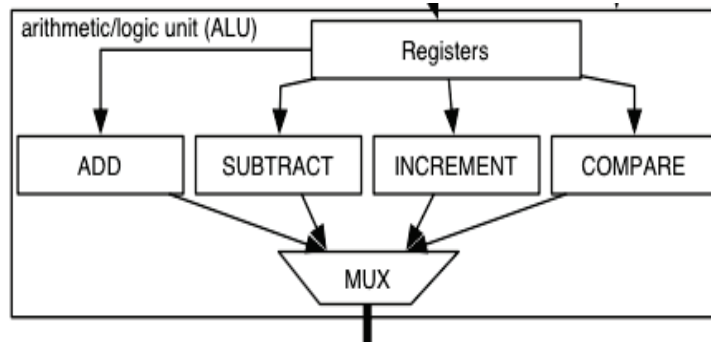 arithmetic/logic unit (ALU)
Registers
ADD
SUBTRACT
INCREMENT
COMPARE
MUX